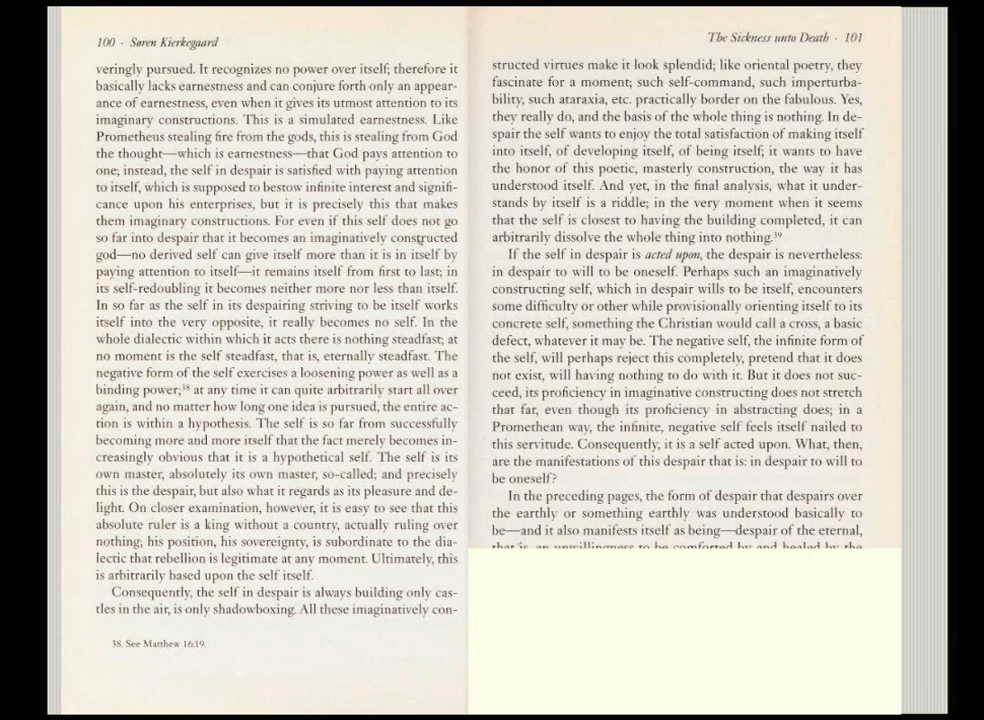 100 · Søren Kierkegaard
veringly pursued. It recognizes no power over itself; therefore it
basically lacks earnestness and can conjure forth only an appear-
ance of earnestness, even when it gives its utmost attention to its
imaginary constructions. This is a simulated earnestness. Like
Prometheus stealing fire from the gods, this is stealing from God
the thought—which is earnestness—that God pays attention to
one; instead, the self in despair is satisfied with paying attention
to itself, which is supposed to bestow infinite interest and signifi-
cance upon his enterprises, but it is precisely this that makes
them imaginary constructions. For even if this self does not go
so far into despair that it becomes an imaginatively constructed
god—no derived self can give itself more than it is in itself by
paying attention to itself—it remains itself from first to last; in
its self-redoubling it becomes neither more nor less than itself.
In so far as the self in its despairing striving to be itself works
itself into the very opposite, it really becomes no self. In the
whole dialectic within which it acts there is nothing steadfast; at
no moment is the self steadfast, that is, eternally steadfast. The
negative form of the self exercises a loosening power as well as a
binding power;³⁸ at any time it can quite arbitrarily start all over
again, and no matter how long one idea is pursued, the entire ac-
tion is within a hypothesis. The self is so far from successfully
becoming more and more itself that the fact merely becomes in-
creasingly obvious that it is a hypothetical self. The self is its
own master, absolutely its own master, so-called; and precisely
this is the despair, but also what it regards as its pleasure and de-
light. On closer examination, however, it is easy to see that this
absolute ruler is a king without a country, actually ruling over
nothing; his position, his sovereignty, is subordinate to the dia-
lectic that rebellion is legitimate at any moment. Ultimately, this
is arbitrarily based upon the self itself.
Consequently, the self in despair is always building only cas-
tles in the air, is only shadowboxing. All these imaginatively con-
38. See Matthew 16:19.
The Sickness unto Death · 101
structed virtues make it look splendid; like oriental poetry, they
fascinate for a moment; such self-command, such imperturba-
bility, such ataraxia, etc. practically border on the fabulous. Yes,
they really do, and the basis of the whole thing is nothing. In de-
spair the self wants to enjoy the total satisfaction of making itself
into itself, of developing itself, of being itself; it wants to have
the honor of this poetic, masterly construction, the way it has
understood itself. And yet, in the final analysis, what it under-
stands by itself is a riddle; in the very moment when it seems
that the self is closest to having the building completed, it can
arbitrarily dissolve the whole thing into nothing.³⁹
If the self in despair is acted upon, the despair is nevertheless:
in despair to will to be oneself. Perhaps such an imaginatively
constructing self, which in despair wills to be itself, encounters
some difficulty or other while provisionally orienting itself to its
concrete self, something the Christian would call a cross, a basic
defect, whatever it may be. The negative self, the infinite form of
the self, will perhaps reject this completely, pretend that it does
not exist, will having nothing to do with it. But it does not suc-
ceed, its proficiency in imaginative constructing does not stretch
that far, even though its proficiency in abstracting does; in a
Promethean way, the infinite, negative self feels itself nailed to
this servitude. Consequently, it is a self acted upon. What, then,
are the manifestations of this despair that is: in despair to will to
be oneself?
In the preceding pages, the form of despair that despairs over
the earthly or something earthly was understood basically to
be—and it also manifests itself as being—despair of the eternal,
that is, an unwillingness to be comforted by and healed by the